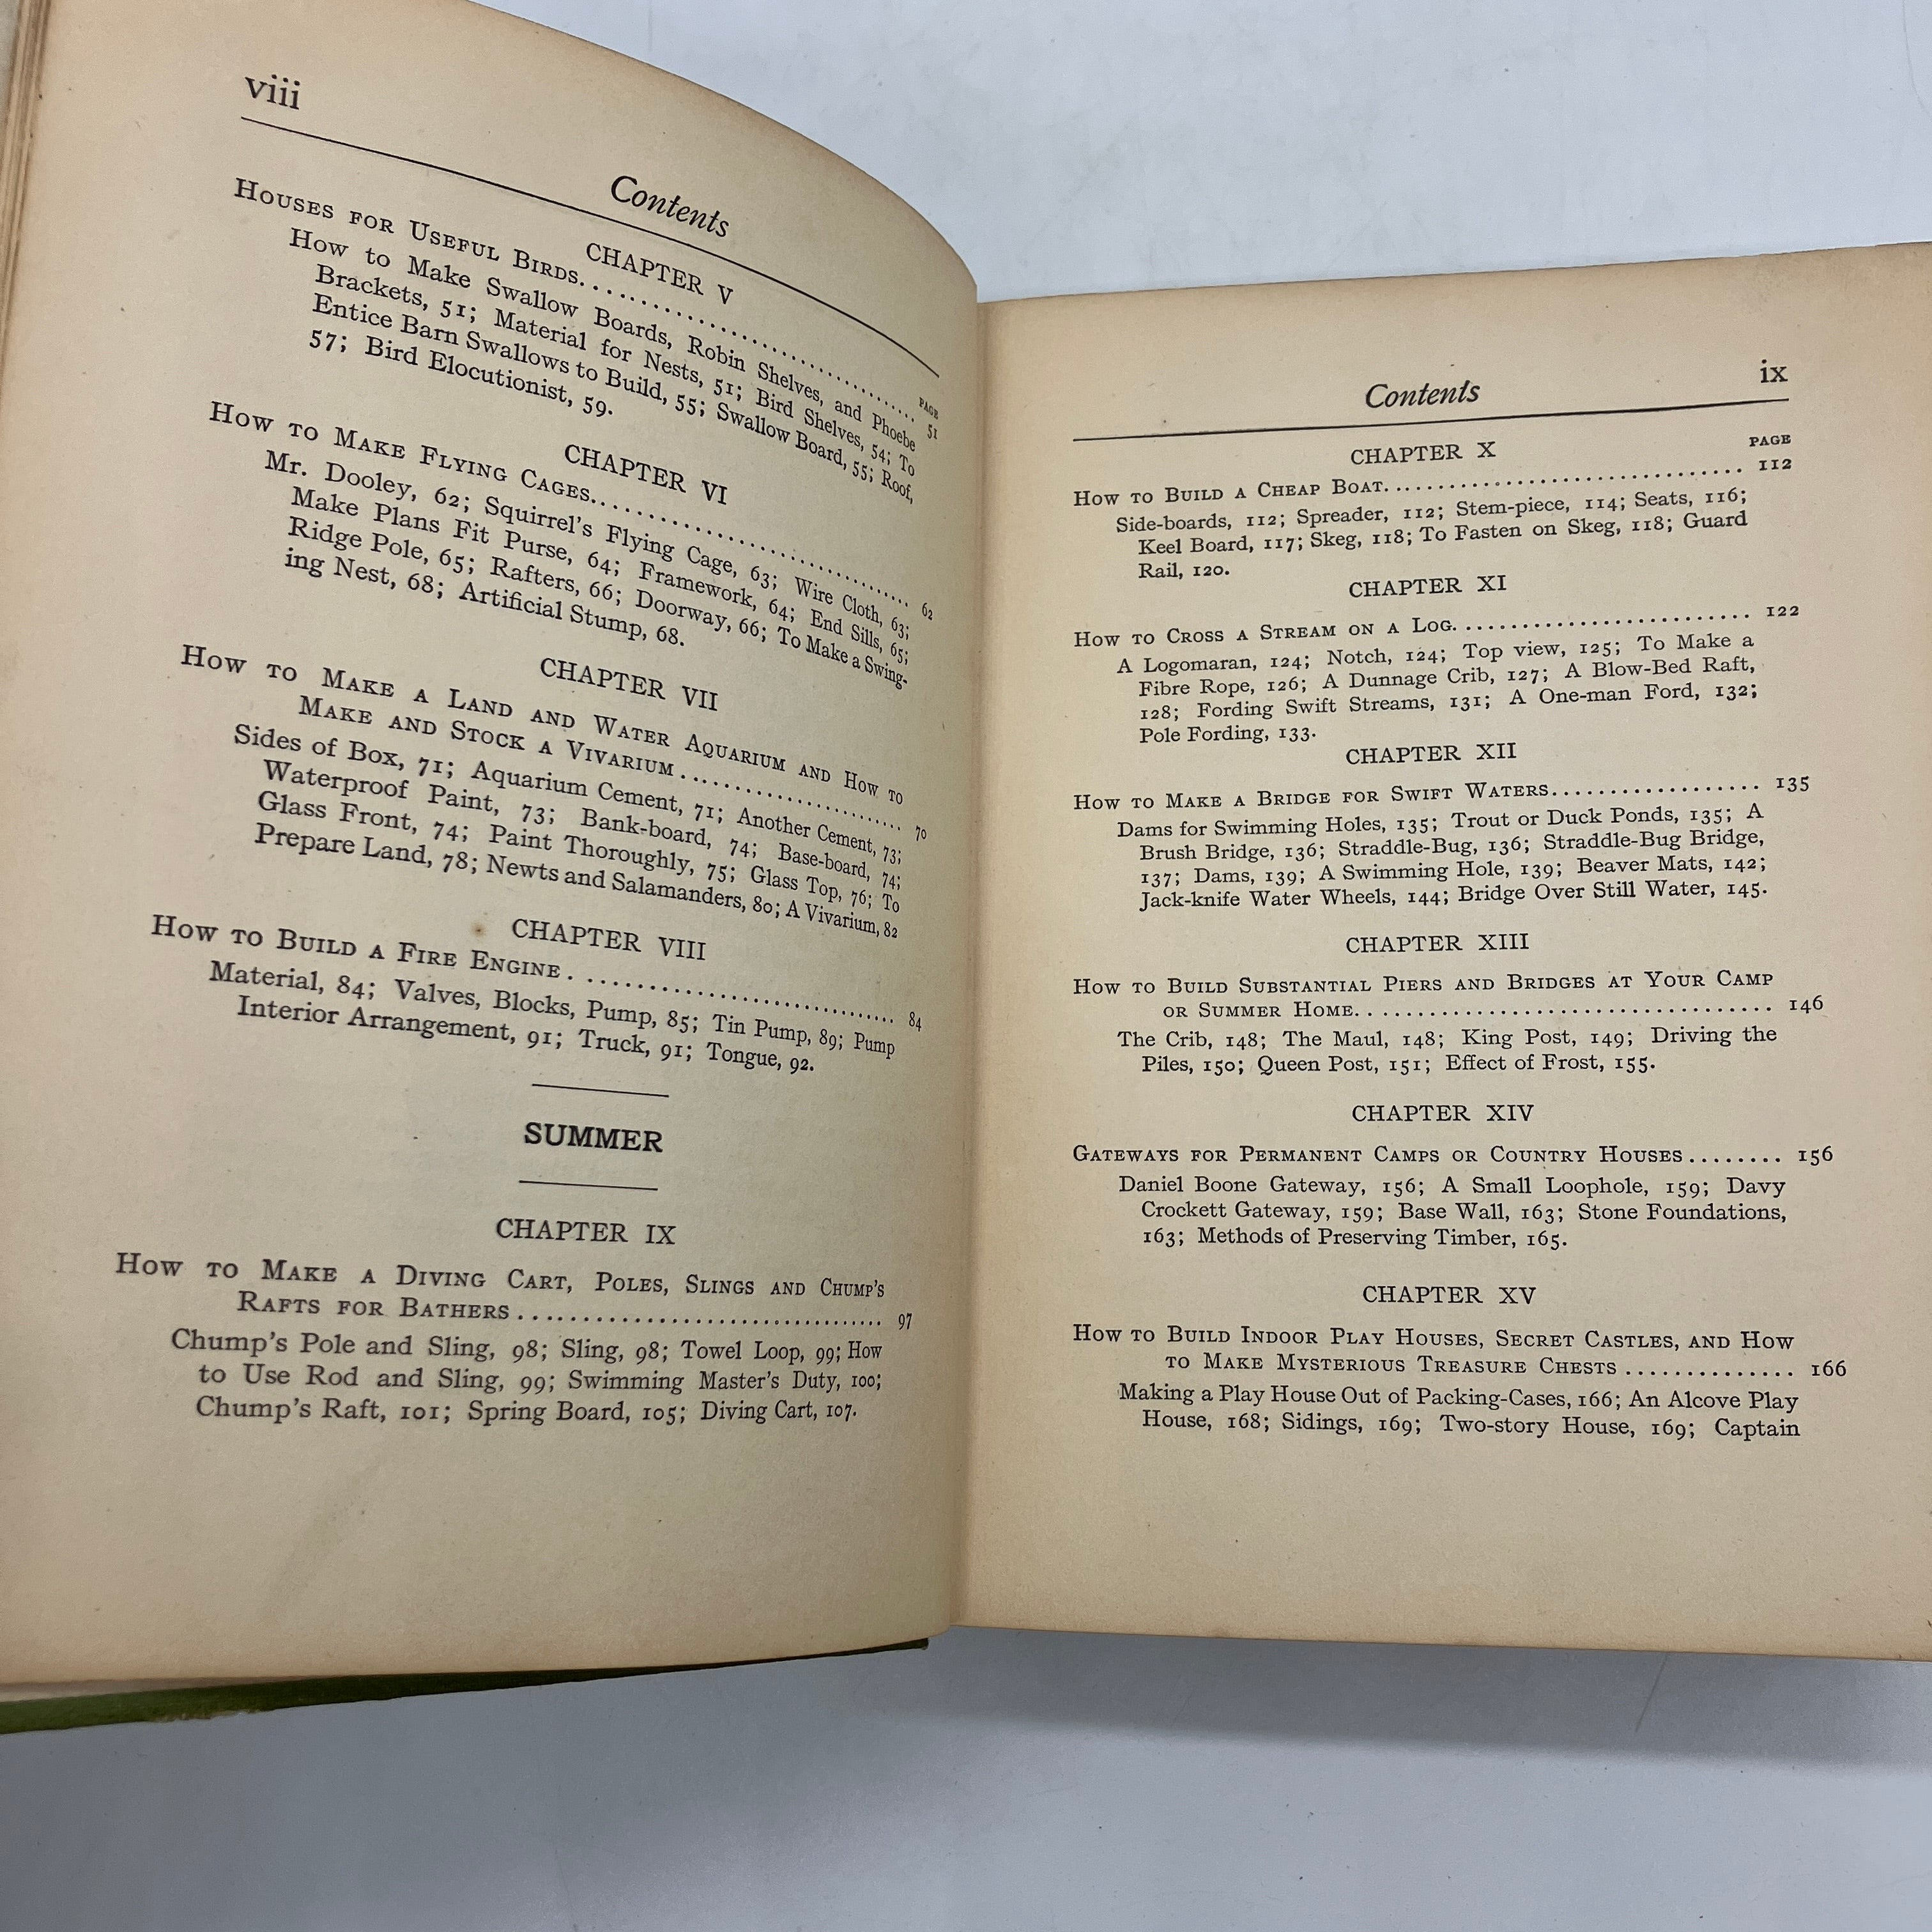 viii
Contents
CHAPTER V
PAGE
Houses for Useful Birds 51
How to Make Swallow Boards, Robin Shelves, and Phoebe
Brackets, 51; Material for Nests, 51; Bird Shelves, 54; To
Entice Barn Swallows to Build, 55; Swallow Board, 55; Roof,
57; Bird Elocutionist, 59.
CHAPTER VI
How to Make Flying Cages 62
Mr. Dooley, 62; Squirrel's Flying Cage, 63; Wire Cloth, 63;
Make Plans Fit Purse, 64; Framework, 64; End Sills, 65;
Ridge Pole, 65; Rafters, 66; Doorway, 66; To Make a Swing-
ing Nest, 68; Artificial Stump, 68.
CHAPTER VII
How to Make a Land and Water Aquarium and How to
Make and Stock a Vivarium 70
Sides of Box, 71; Aquarium Cement, 71; Another Cement, 73;
Waterproof Paint, 73; Bank-board, 74; Base-board, 74;
Glass Front, 74; Paint Thoroughly, 75; Glass Top, 76; To
Prepare Land, 78; Newts and Salamanders, 80; A Vivarium, 82
CHAPTER VIII
How to Build a Fire Engine 84
Material, 84; Valves, Blocks, Pump, 85; Tin Pump, 89; Pump
Interior Arrangement, 91; Truck, 91; Tongue, 92.
SUMMER
CHAPTER IX
How to Make a Diving Cart, Poles, Slings and Chump's
Rafts for Bathers 97
Chump's Pole and Sling, 98; Sling, 98; Towel Loop, 99; How
to Use Rod and Sling, 99; Swimming Master's Duty, 100;
Chump's Raft, 101; Spring Board, 105; Diving Cart, 107.
Contents ix
CHAPTER X
PAGE
How to Build a Cheap Boat 112
Side-boards, 112; Spreader, 112; Stem-piece, 114; Seats, 116;
Keel Board, 117; Skeg, 118; To Fasten on Skeg, 118; Guard
Rail, 120.
CHAPTER XI
How to Cross a Stream on a Log 122
A Logomaran, 124; Notch, 124; Top view, 125; To Make a
Fibre Rope, 126; A Dunnage Crib, 127; A Blow-Bed Raft,
128; Fording Swift Streams, 131; A One-man Ford, 132;
Pole Fording, 133.
CHAPTER XII
How to Make a Bridge for Swift Waters 135
Dams for Swimming Holes, 135; Trout or Duck Ponds, 135; A
Brush Bridge, 136; Straddle-Bug, 136; Straddle-Bug Bridge,
137; Dams, 139; A Swimming Hole, 139; Beaver Mats, 142;
Jack-knife Water Wheels, 144; Bridge Over Still Water, 145.
CHAPTER XIII
How to Build Substantial Piers and Bridges at Your Camp
or Summer Home 146
The Crib, 148; The Maul, 148; King Post, 149; Driving the
Piles, 150; Queen Post, 151; Effect of Frost, 155.
CHAPTER XIV
Gateways for Permanent Camps or Country Houses 156
Daniel Boone Gateway, 156; A Small Loophole, 159; Davy
Crockett Gateway, 159; Base Wall, 163; Stone Foundations,
163; Methods of Preserving Timber, 165.
CHAPTER XV
How to Build Indoor Play Houses, Secret Castles, and How
to Make Mysterious Treasure Chests 166
Making a Play House Out of Packing-Cases, 166; An Alcove Play
House, 168; Sidings, 169; Two-story House, 169; Captain